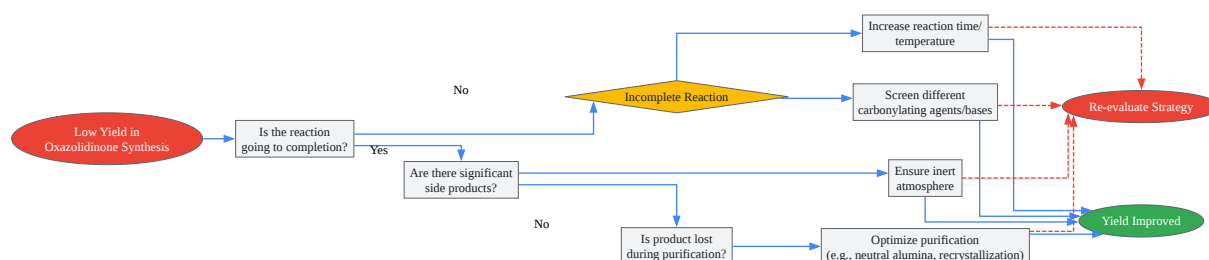 Low Yield in
Oxazolidinone Synthesis
Is the reaction
going to completion?
No
Yes
Incomplete Reaction
Are there significant
side products?
No
Is product lost
during purification?
Increase reaction time/
temperature
Screen different
carbonylating agents/bases
Ensure inert
atmosphere
Optimize purification
(e.g., neutral alumina, recrystallization)
Re-evaluate Strategy
Yield Improved